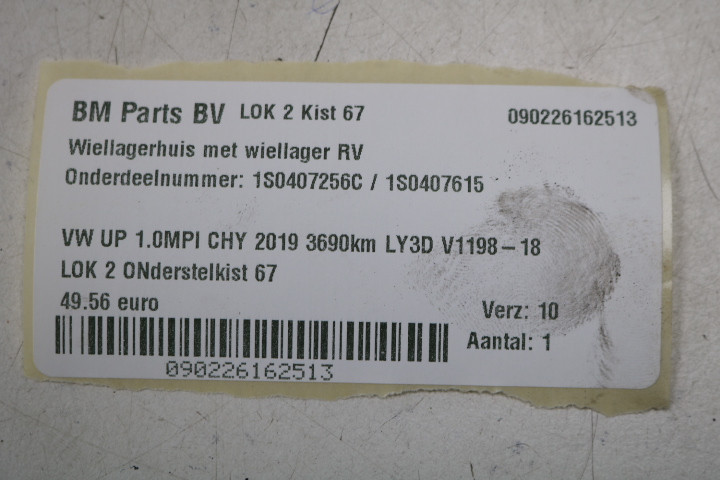 BM Parts BV LOK 2 Kist 67 090226162513
Wiellagerhuis met wiellager RV
Onderdeelnummer: 1S0407256C / 1S0407615
VW UP 1.0MPI CHY 2019 3690km LY3D V1198-18
LOK 2 ONderstelkist 67
49.56 euro
Verz: 10
Aantal: 1
090226162513